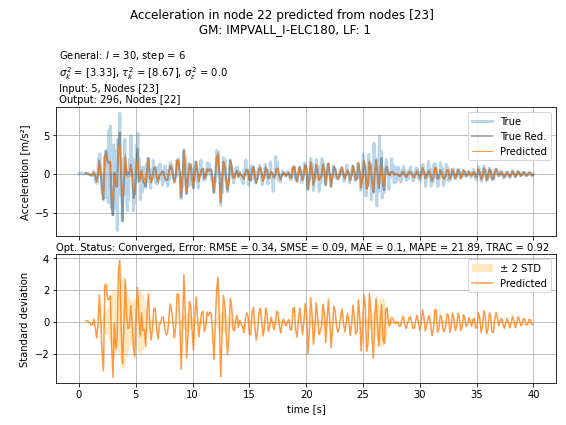 Acceleration in node 22 predicted from nodes [23]
GM: IMPVALL_I-ELC180, LF: 1
General: l = 30, step = 6
σ²ₖ = [3.33], τ²ₖ = [8.67], σ²ε = 0.0
Input: 5, Nodes [23]
Output: 296, Nodes [22]
Acceleration [m/s²]
5
0
−5
True
True Red.
Predicted
Opt. Status: Converged, Error: RMSE = 0.34, SMSE = 0.09, MAE = 0.1, MAPE = 21.89, TRAC = 0.92
Standard deviation
4
2
0
−2
± 2 STD
Predicted
0 5 10 15 20 25 30 35 40
time [s]